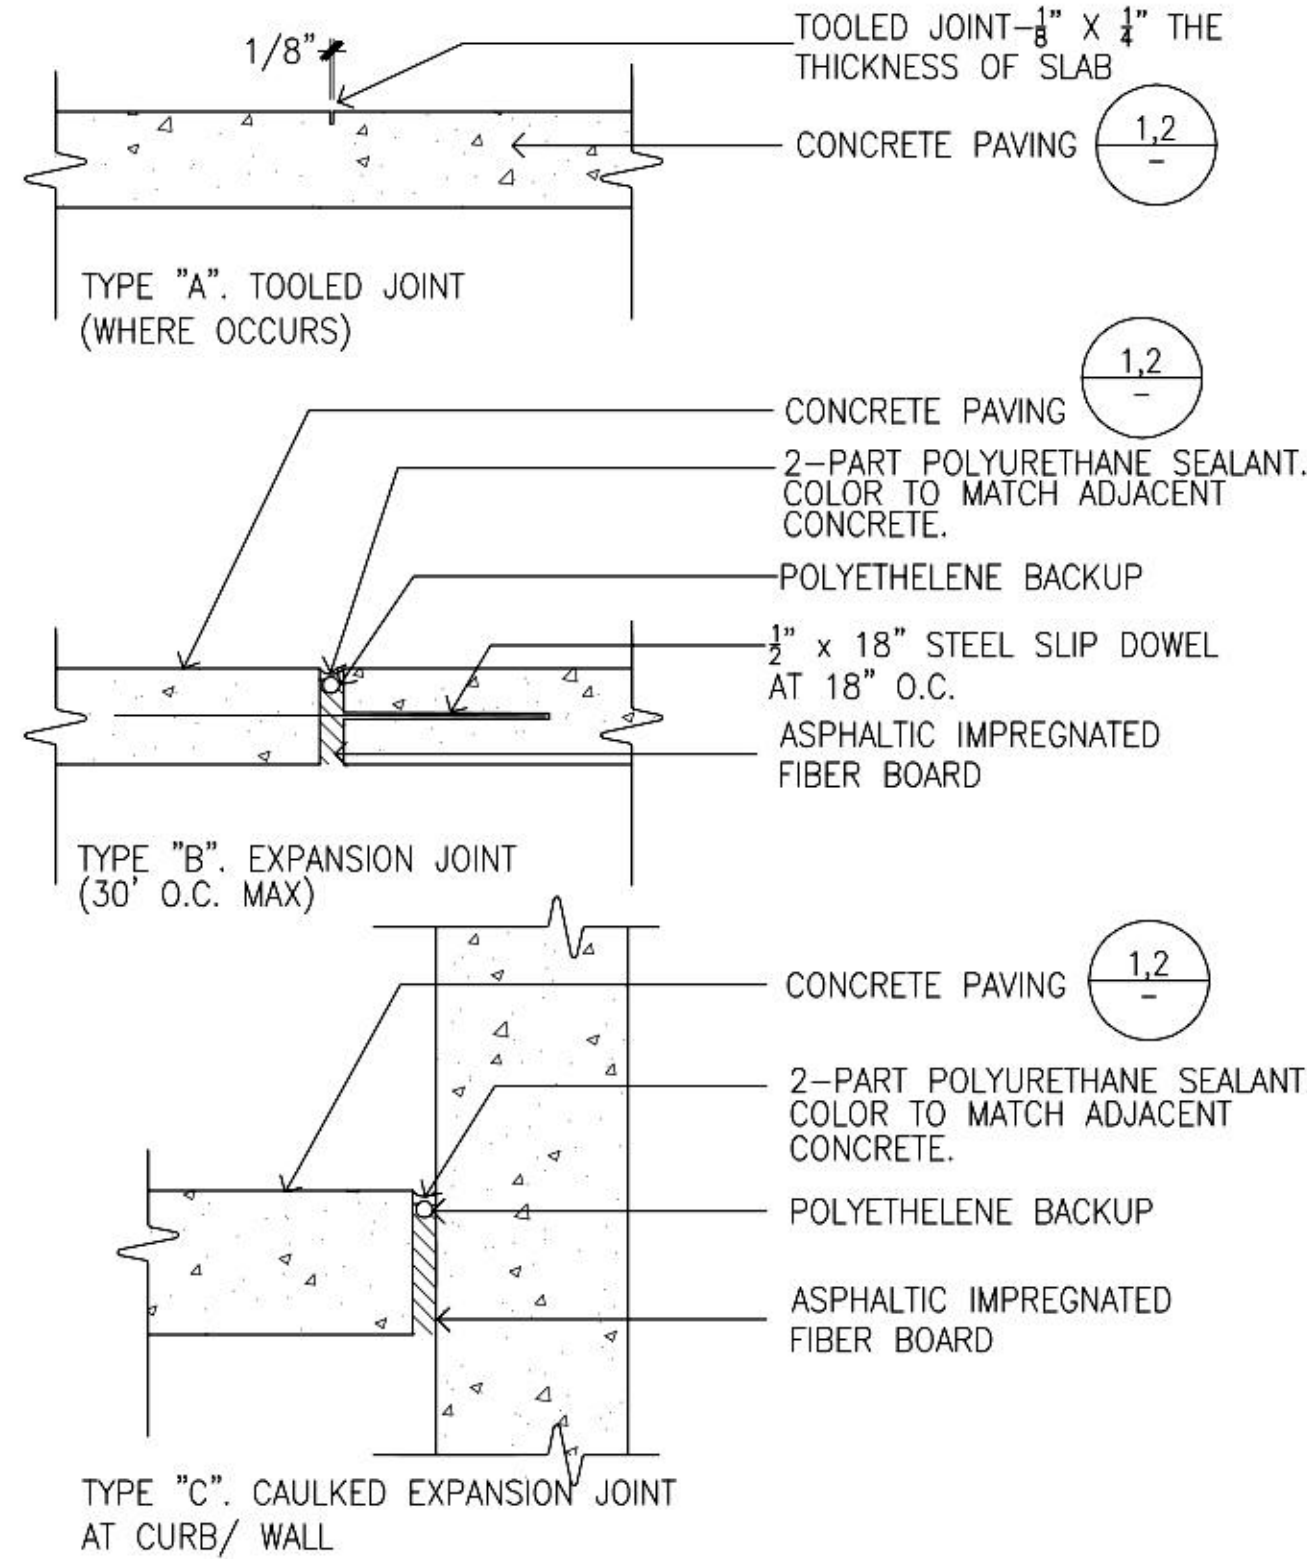 1/8"
TOOLED JOINT-1/8" X 1/4" THE
THICKNESS OF SLAB
CONCRETE PAVING
1,2
-
TYPE "A". TOOLED JOINT
(WHERE OCCURS)
CONCRETE PAVING
1,2
-
2-PART POLYURETHANE SEALANT.
COLOR TO MATCH ADJACENT
CONCRETE.
POLYETHELENE BACKUP
1/2" x 18" STEEL SLIP DOWEL
AT 18" O.C.
ASPHALTIC IMPREGNATED
FIBER BOARD
TYPE "B". EXPANSION JOINT
(30' O.C. MAX)
CONCRETE PAVING
1,2
-
2-PART POLYURETHANE SEALANT
COLOR TO MATCH ADJACENT
CONCRETE.
POLYETHELENE BACKUP
ASPHALTIC IMPREGNATED
FIBER BOARD
TYPE "C". CAULKED EXPANSION JOINT
AT CURB/ WALL